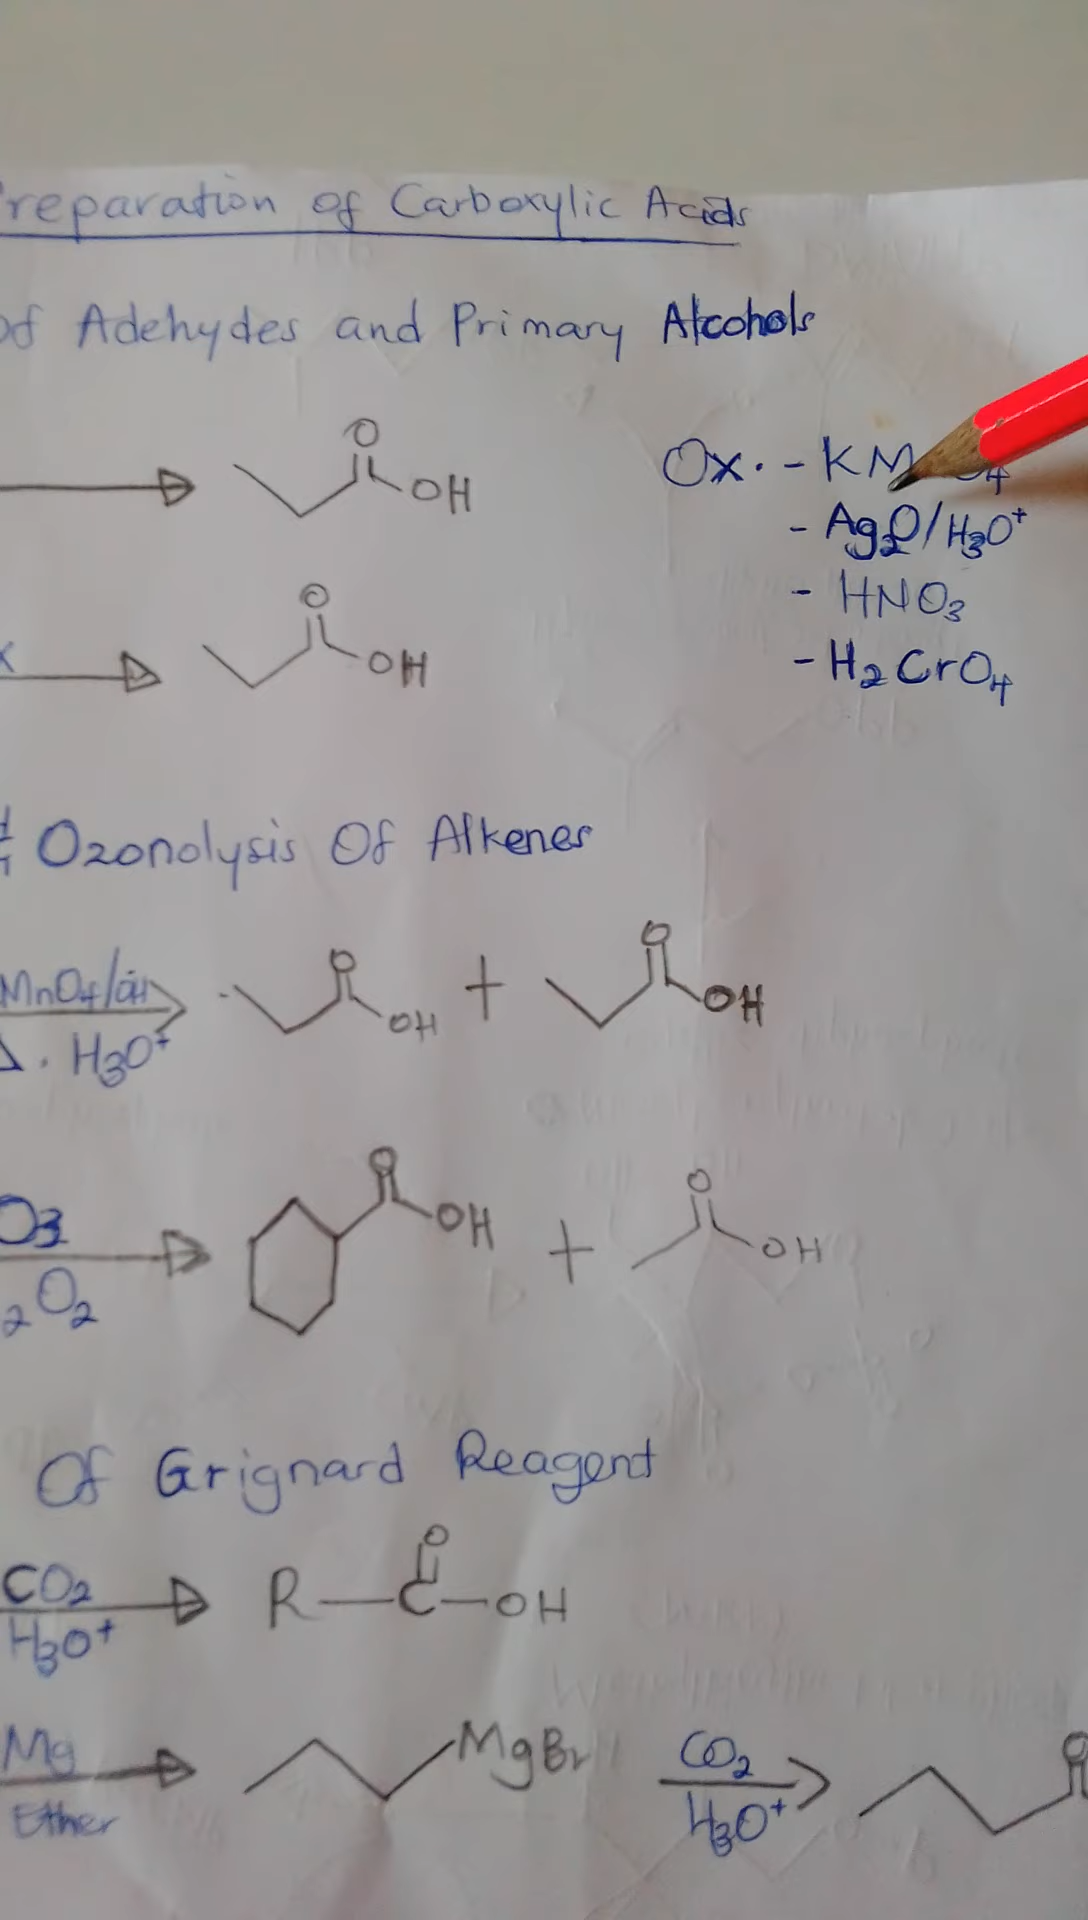 reparation of Carboxylic Acids
of Adehydes and Primary Alcohols
O OH
Ox. - KM 4
- Ag2O/H3O+
- HNO3
- H2CrO4
O OH
Ozonolysis Of Alkenes
MnO4/ōH
Δ. H3O+
O OH + O OH
O3
2O2
O OH + O OH
Of Grignard Reagent
CO2
H3O+
R—C—OH
O
Mg
Ether
MgBr
CO2
H3O+
O